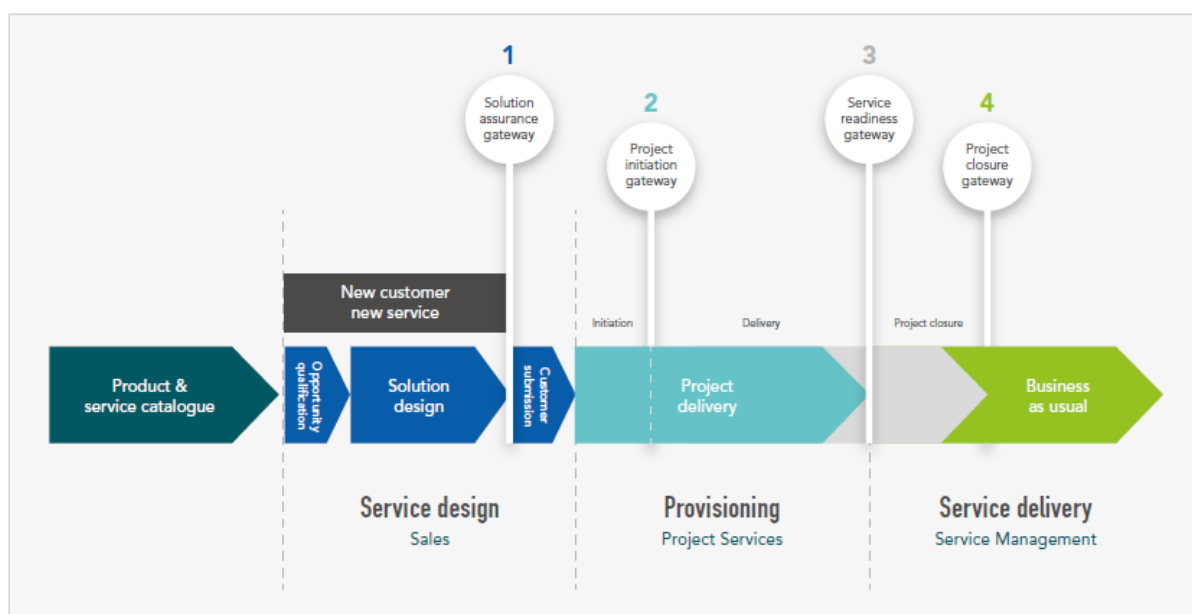 1
Solution
assurance
gateway
2
Project
initiation
gateway
3
Service
readiness
gateway
4
Project
closure
gateway
New customer
new service
Initiation
Delivery
Project closure
Product &
service catalogue
Opportunity
qualification
Solution
design
Customer
submission
Project
delivery
Business
as usual
Service design
Sales
Provisioning
Project Services
Service delivery
Service Management